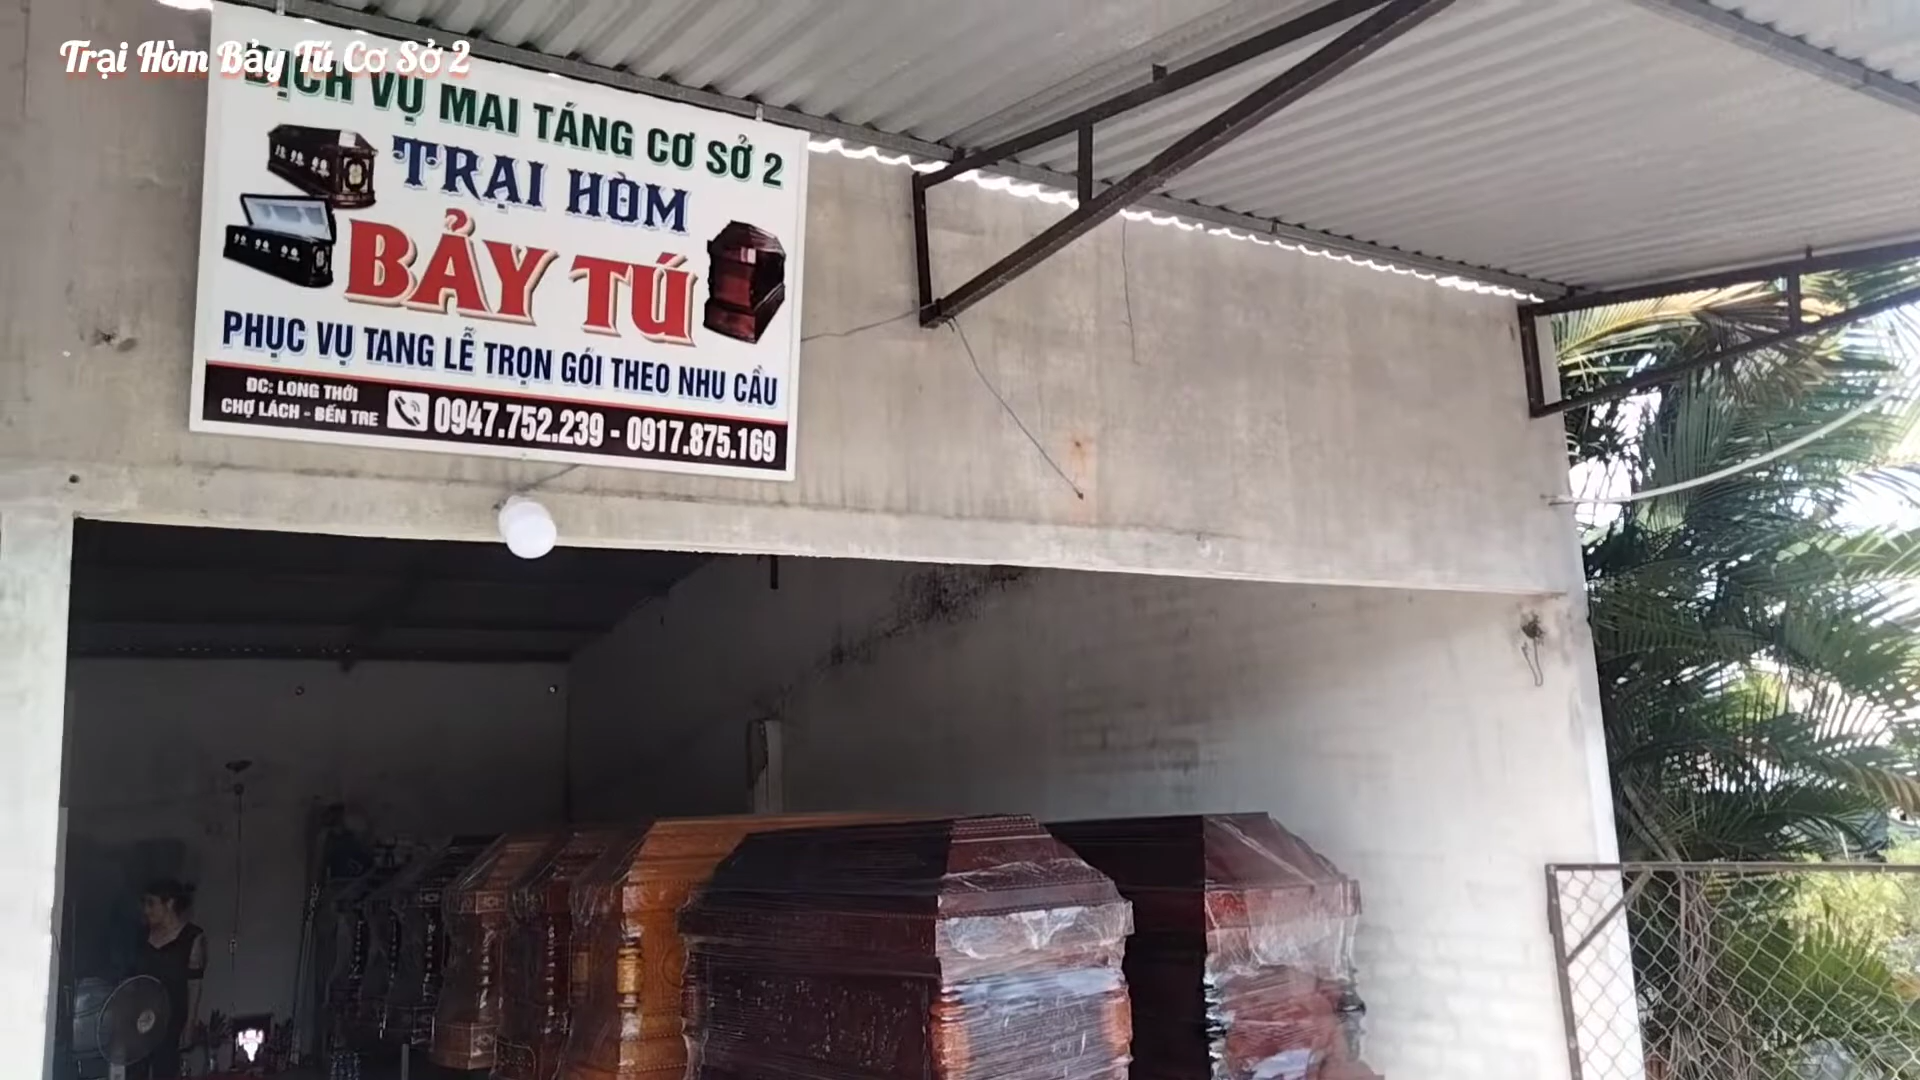 Trại Hòm Bảy Tú Cơ Sở 2
DỊCH VỤ MAI TÁNG CƠ SỞ 2
TRẠI HÒM
BẢY TÚ
PHỤC VỤ TANG LỄ TRỌN GÓI THEO NHU CẦU
ĐC: LONG THỚI
CHỢ LÁCH - BẾN TRE
0947.752.239 - 0917.875.169